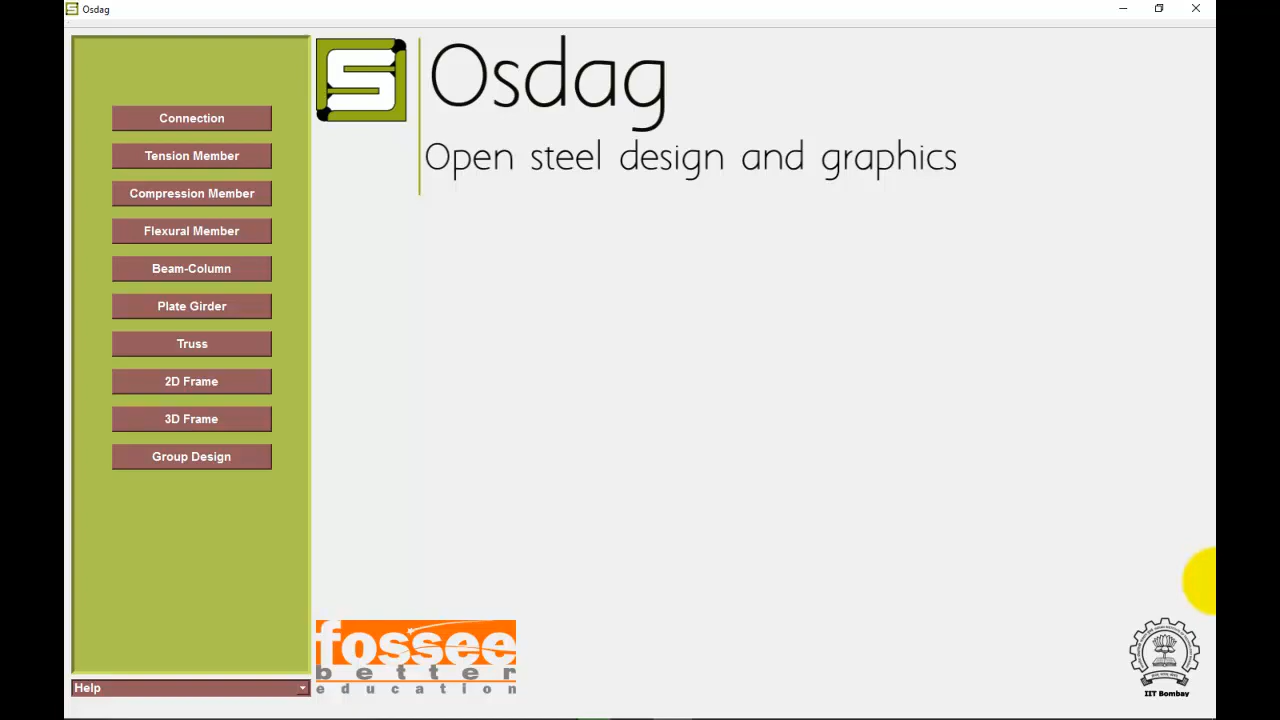 Osdag
Connection
Tension Member
Compression Member
Flexural Member
Beam-Column
Plate Girder
Truss
2D Frame
3D Frame
Group Design
Help
Osdag
Open steel design and graphics
fossee
better
education
IIT Bombay